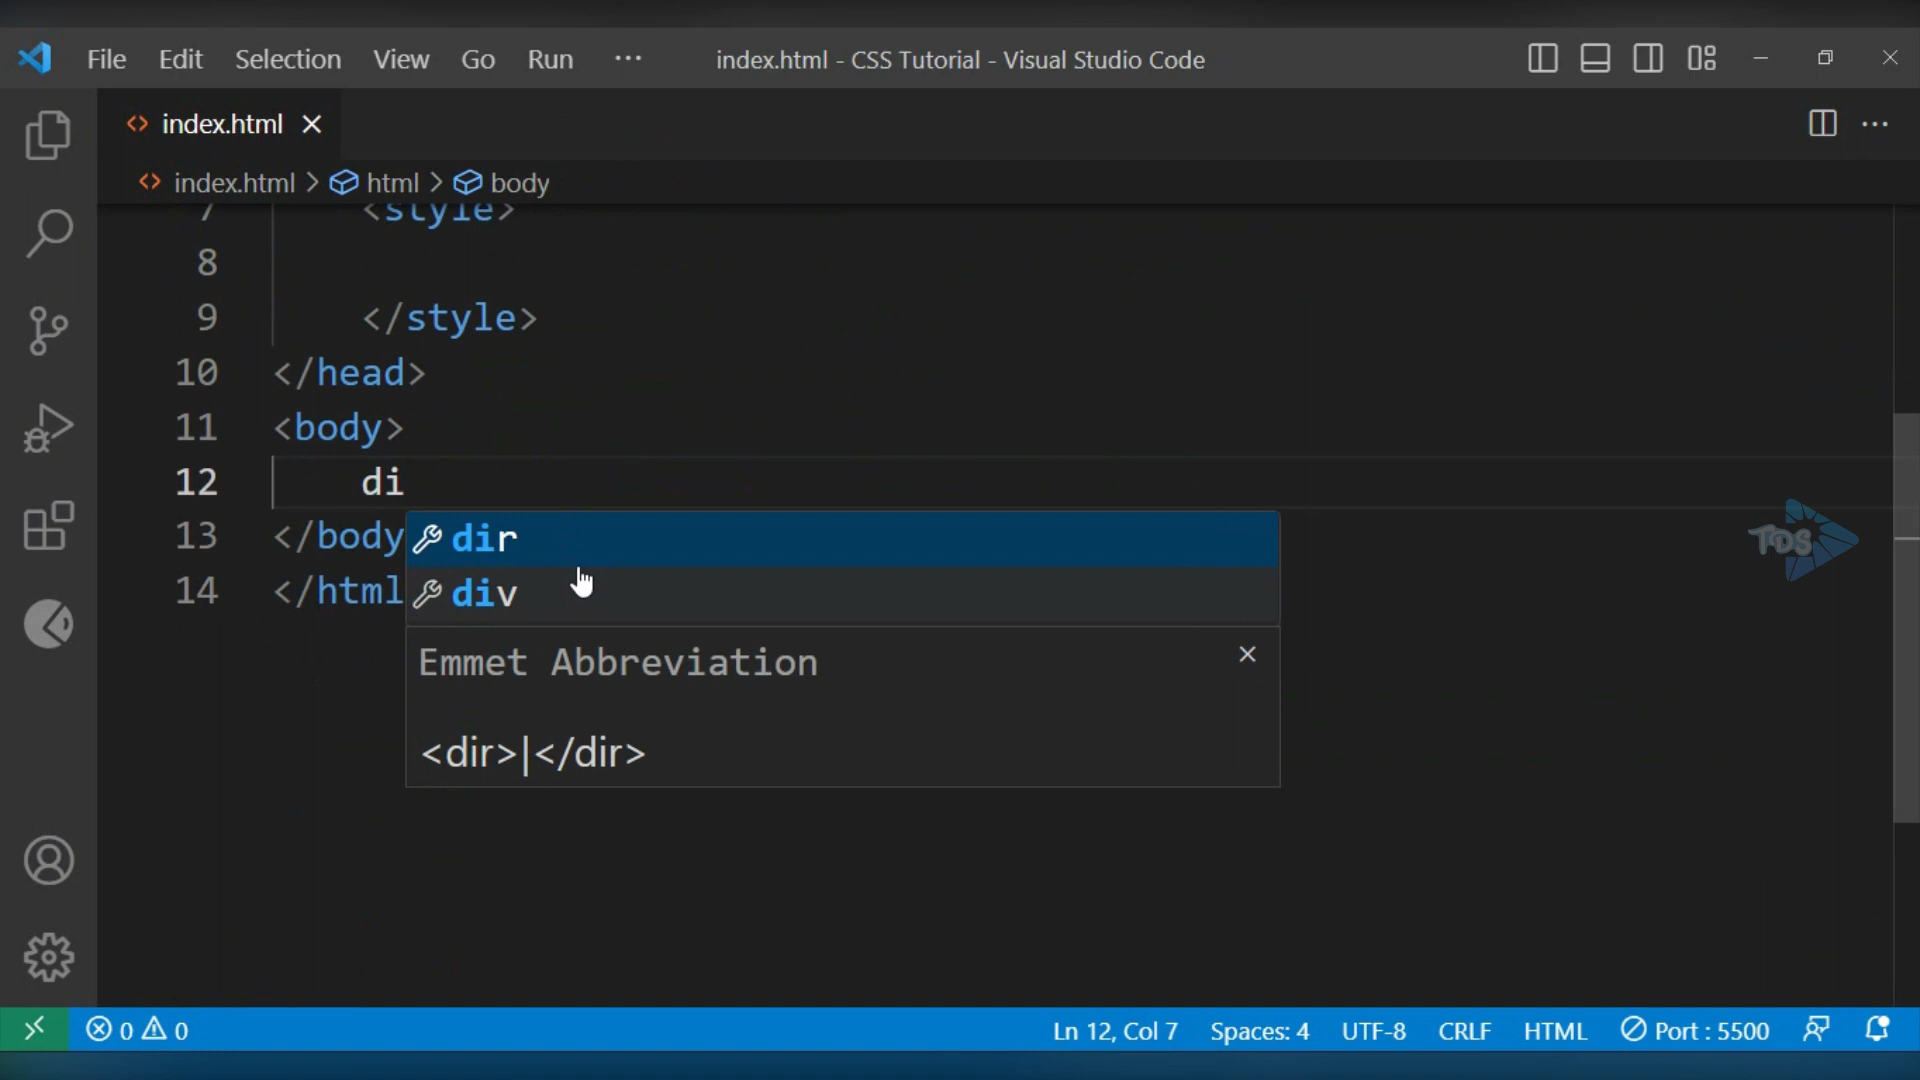 File Edit Selection View Go Run ··· index.html - CSS Tutorial - Visual Studio Code
index.html
index.html > html > body
7 <style>
8
9 </style>
10 </head>
11 <body>
12 di
13 </body
14 </html
dir
div
Emmet Abbreviation
<dir>|</dir>
TDS
0 0 Ln 12, Col 7 Spaces: 4 UTF-8 CRLF HTML Port : 5500